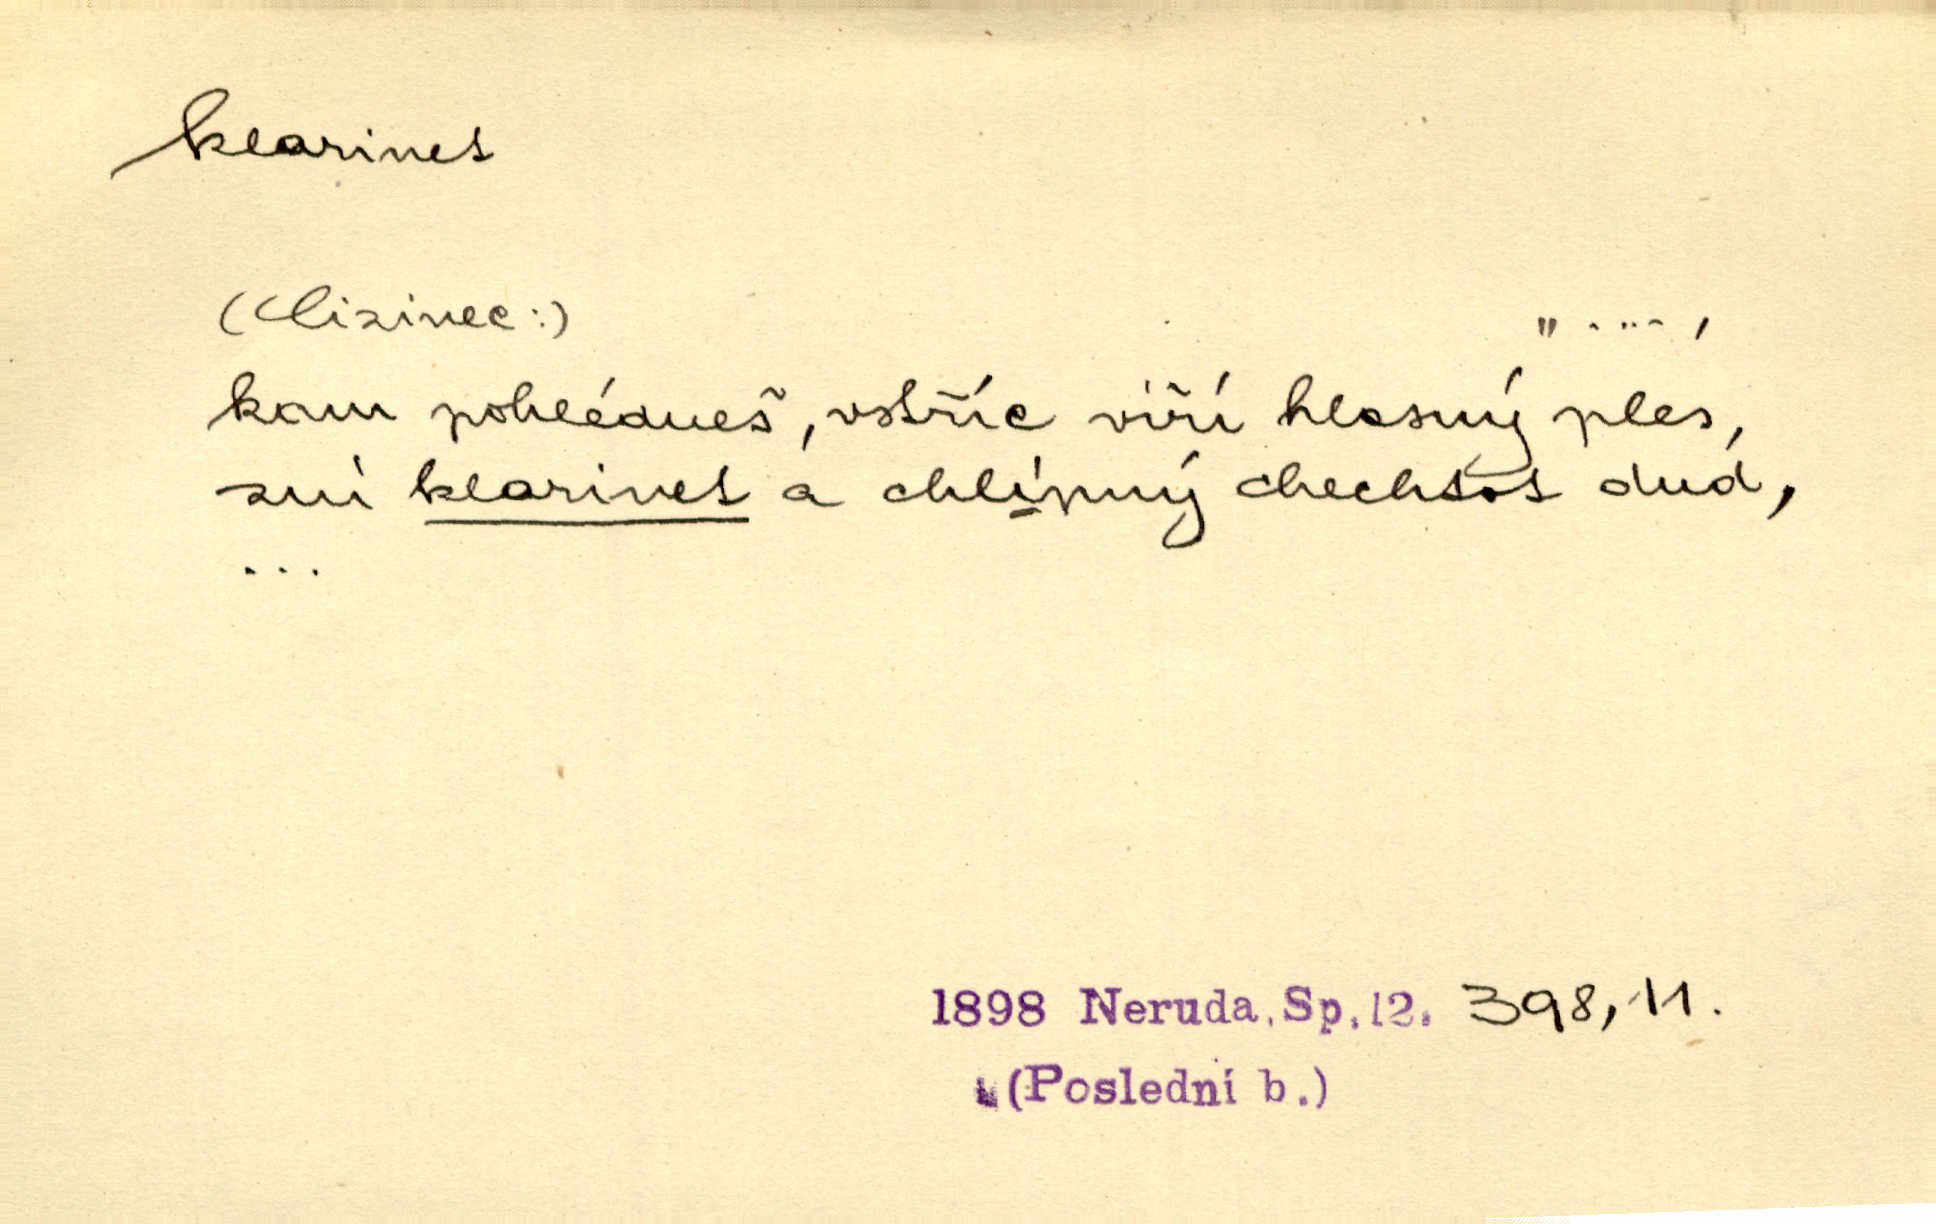 klarinet
(Cizinec:)
„ . ... - ,
kam pohlédneš, vstříc víří hlasný ples,
zní klarinet a chlípný chechtot dud,
...
1898 Neruda, Sp. 12. 398, 11.
(Poslední b.)